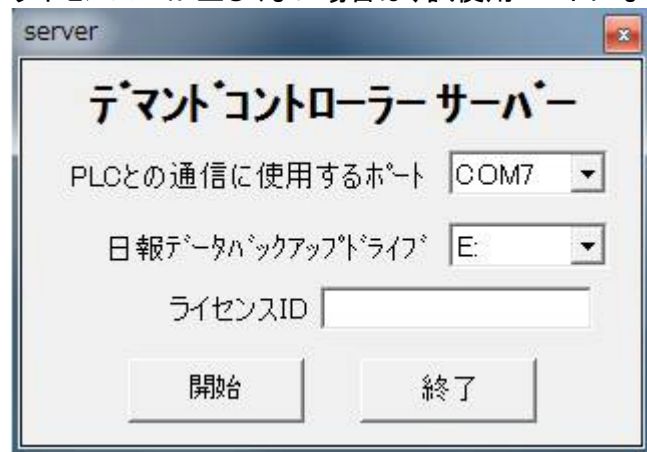 server
デマンドコントローラーサーバー
PLCとの通信に使用するポート COM7
日報データバックアップドライブ E:
ライセンスID
開始 終了